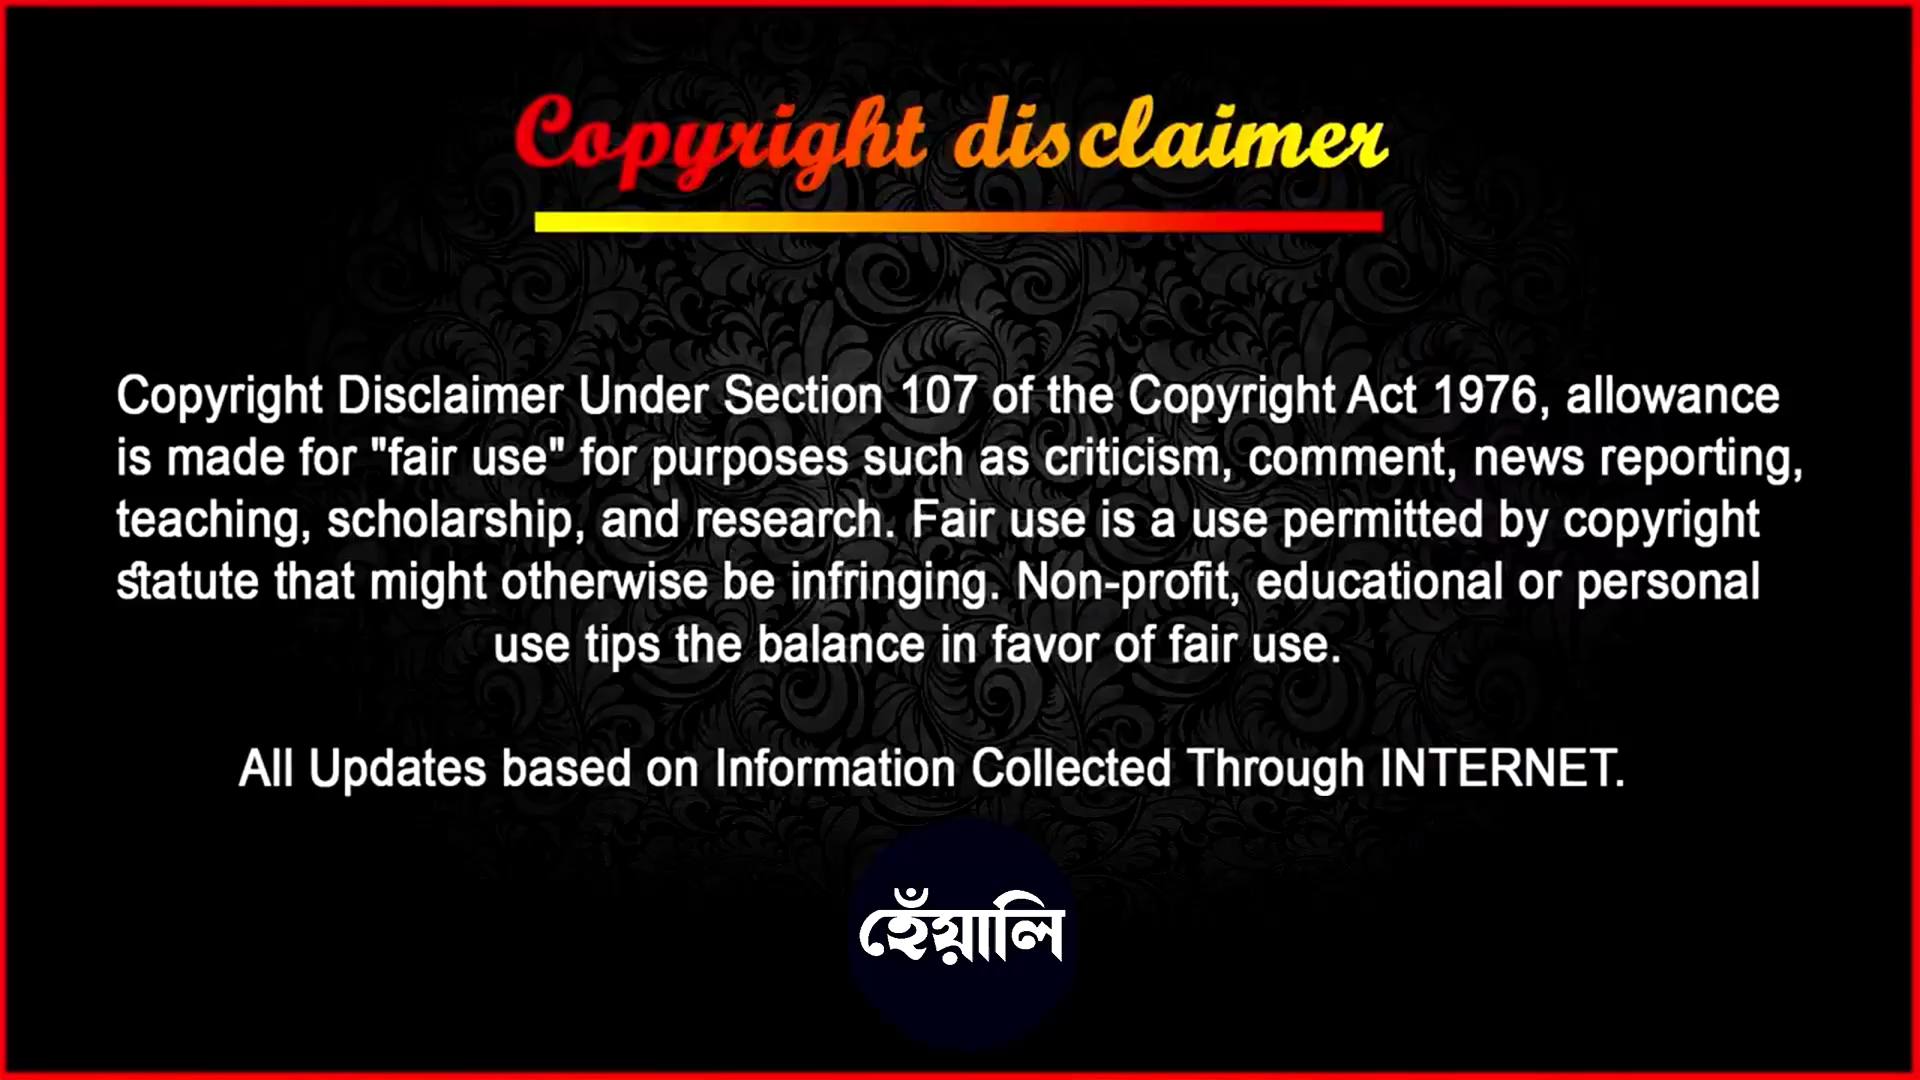 Copyright disclaimer
Copyright Disclaimer Under Section 107 of the Copyright Act 1976, allowance
is made for "fair use" for purposes such as criticism, comment, news reporting,
teaching, scholarship, and research. Fair use is a use permitted by copyright
statute that might otherwise be infringing. Non-profit, educational or personal
use tips the balance in favor of fair use.
All Updates based on Information Collected Through INTERNET.
হেঁয়ালি